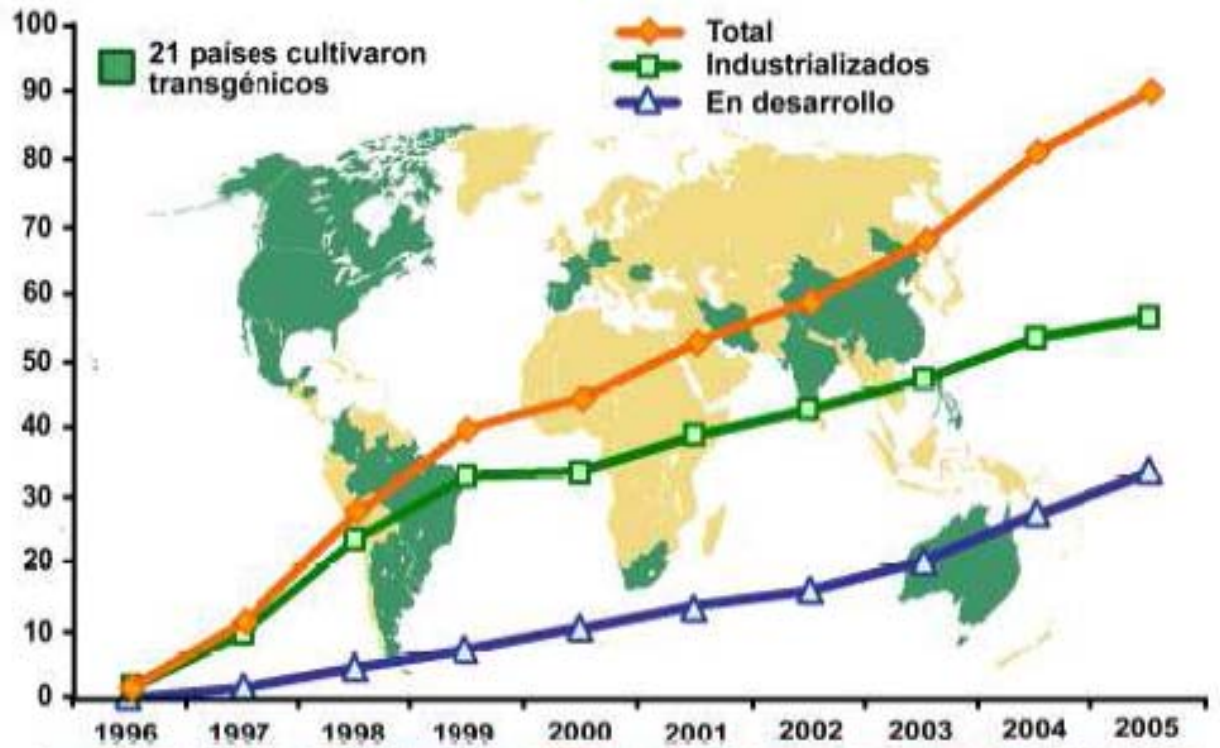 100
90
80
70
60
50
40
30
20
10
0
21 países cultivaron
transgénicos
Total
Industrializados
En desarrollo
1996 1997 1998 1999 2000 2001 2002 2003 2004 2005